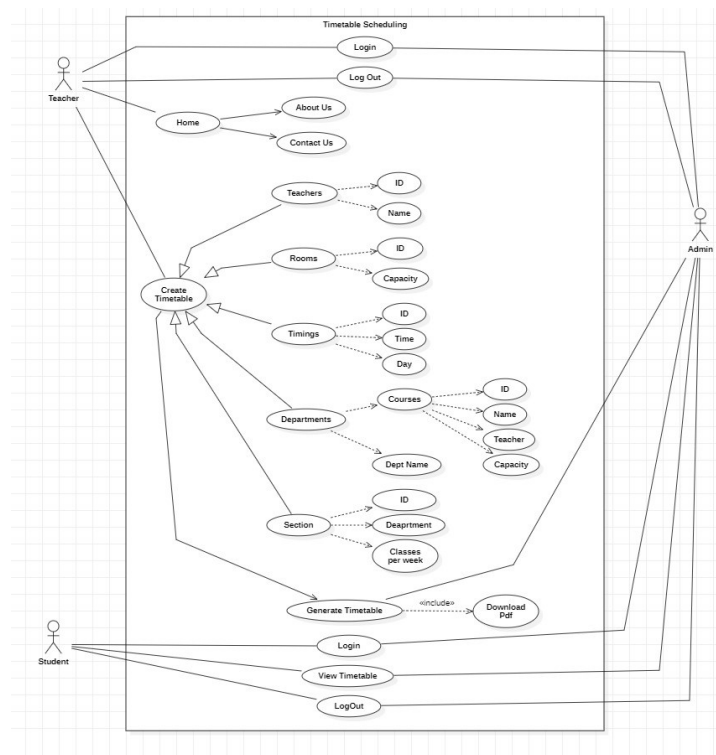 Timetable Scheduling
Login
Log Out
Teacher
About Us
Home
Contact Us
Teachers
ID
Name
Admin
Rooms
ID
Capacity
Create
Timetable
Timings
ID
Time
Day
Departments
Courses
ID
Name
Teacher
Capacity
Dept Name
Section
ID
Deaprtment
Classes
per week
Generate Timetable
«include»
Download
Pdf
Student
Login
View Timetable
LogOut